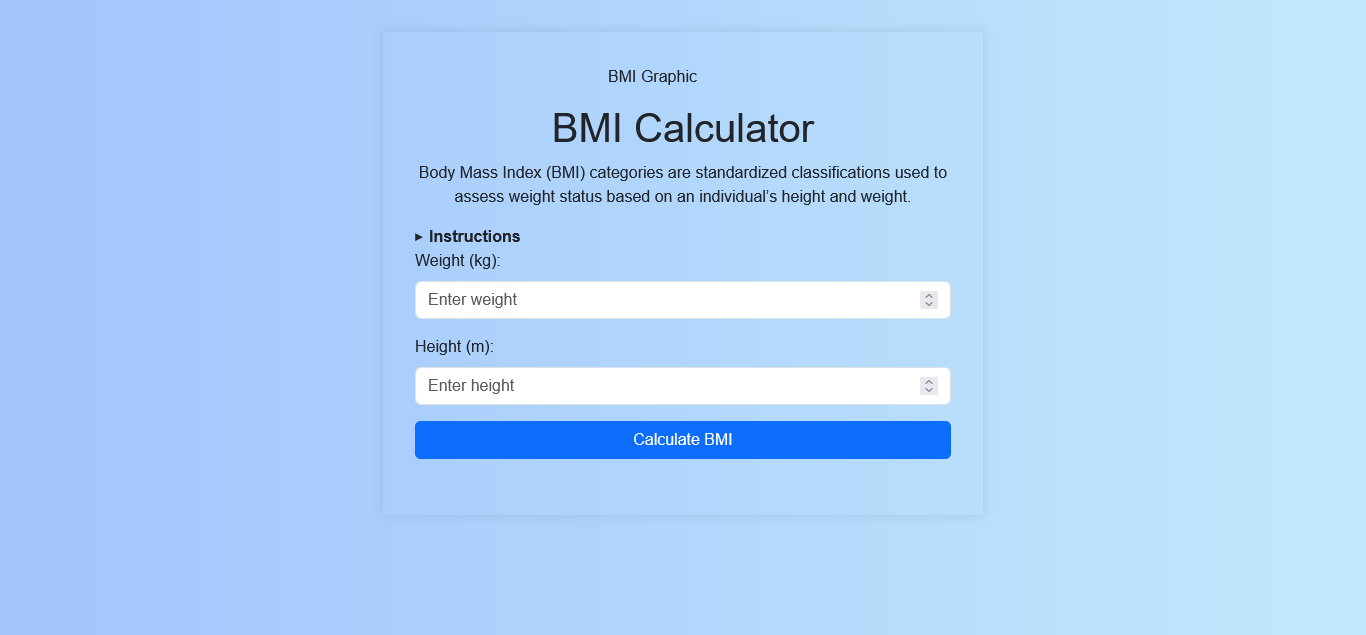 BMI Graphic
BMI Calculator
Body Mass Index (BMI) categories are standardized classifications used to
assess weight status based on an individual’s height and weight.
▸ Instructions
Weight (kg):
Enter weight
Height (m):
Enter height
Calculate BMI